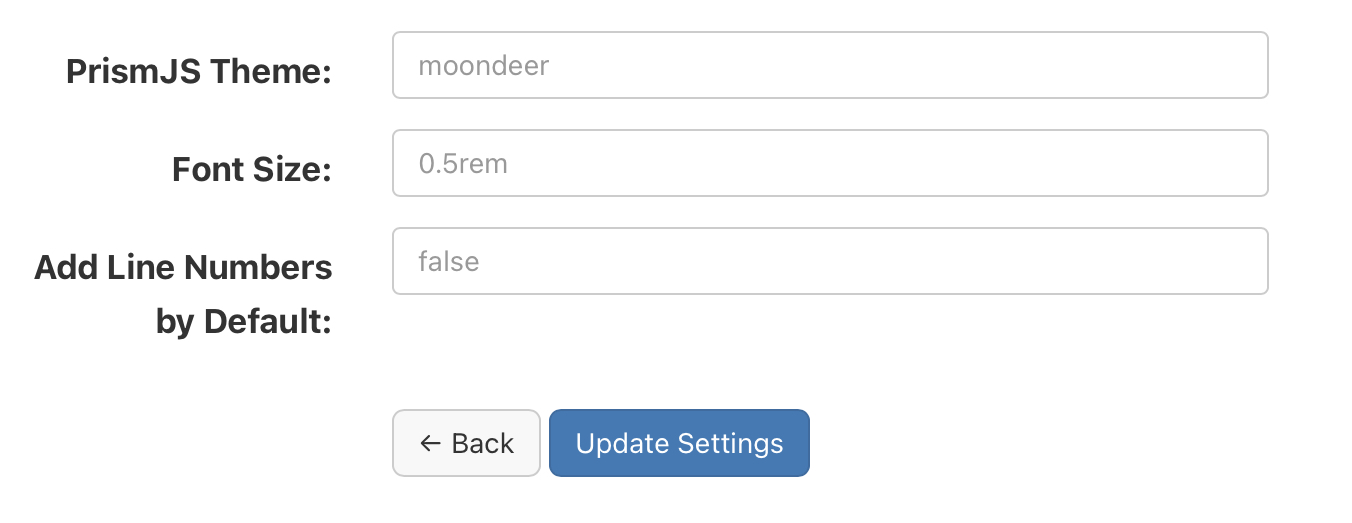 PrismJS Theme:
moondeer
Font Size:
0.5rem
Add Line Numbers
by Default:
false
← Back
Update Settings